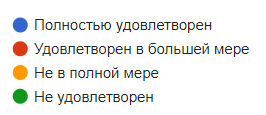 Полностью удовлетворен
Удовлетворен в большей мере
Не в полной мере
Не удовлетворен